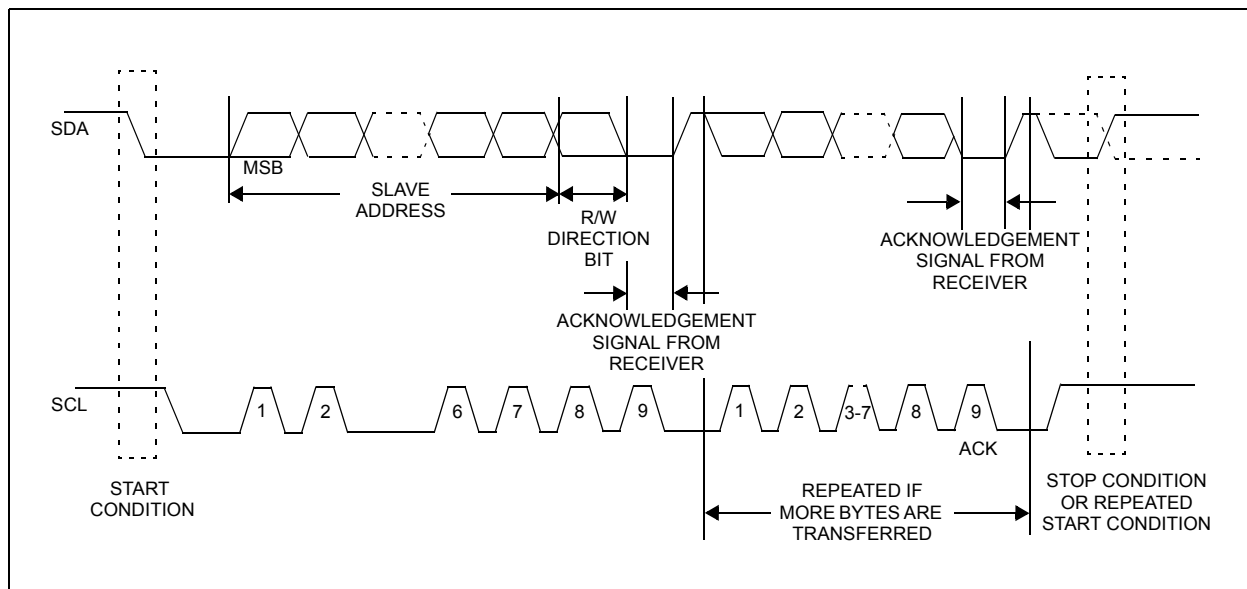 SDA
MSB
SLAVE
ADDRESS
R/W
DIRECTION
BIT
ACKNOWLEDGEMENT
SIGNAL FROM
RECEIVER
ACKNOWLEDGEMENT
SIGNAL FROM
RECEIVER
SCL
1
2
6
7
8
9
1
2
3-7
8
9
ACK
START
CONDITION
REPEATED IF
MORE BYTES ARE
TRANSFERRED
STOP CONDITION
OR REPEATED
START CONDITION